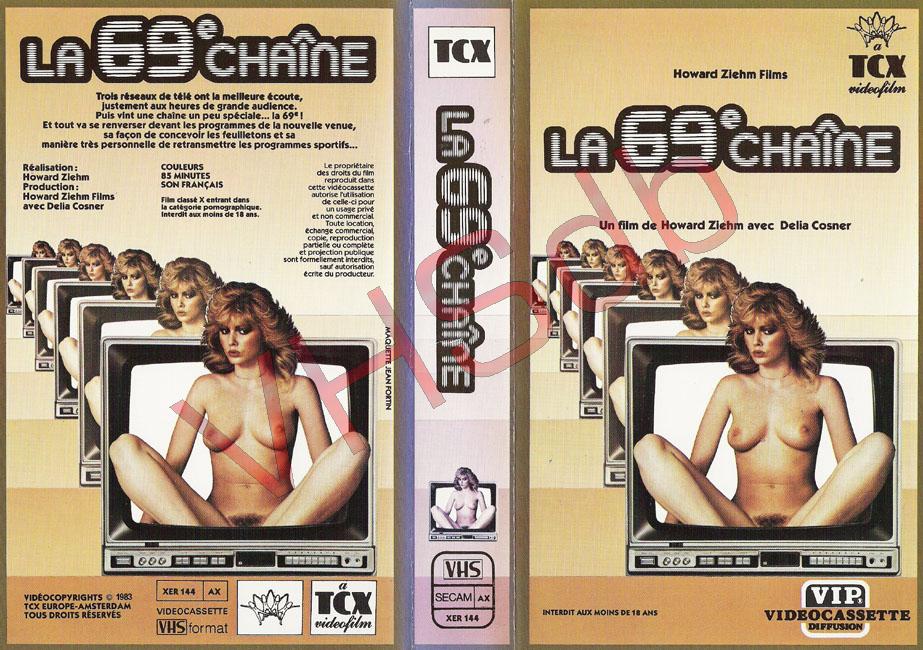 LA 69e CHAÎNE
Trois réseaux de télé ont la meilleure écoute,
justement aux heures de grande audience.
Puis vint une chaîne un peu spéciale... la 69e !
Et tout va se renverser devant les programmes de la nouvelle venue,
sa façon de concevoir les feuilletons et sa
manière très personnelle de retransmettre les programmes sportifs...
Réalisation :
Howard Ziehm
Production :
Howard Ziehm Films
avec Delia Cosner
COULEURS
85 MINUTES
SON FRANÇAIS
Film classé X entrant dans
la catégorie pornographique.
Interdit aux moins de 18 ans.
Le propriétaire
des droits du film
reproduit dans
cette vidéocassette
autorise l'utilisation
de celle-ci pour
un usage privé
et non commercial.
Toute location,
échange commercial,
copie, reproduction
partielle ou complète
et projection publique
sont formellement interdits,
sauf autorisation
écrite du producteur.
MAQUETTE JEAN FORTIN
VIDÉOCOPYRIGHTS © 1983
TCX EUROPE-AMSTERDAM
TOUS DROITS RÉSERVÉS
XER 144 AX
VIDEOCASSETTE
VHS format
a
TCX
videofilm
TCX
LA 69e CHAÎNE
VHS
SECAM AX
XER 144
a
TCX
videofilm
Howard Ziehm Films
LA 69e CHAÎNE
Un film de Howard Ziehm avec Delia Cosner
INTERDIT AUX MOINS DE 18 ANS
VIP
VIDEOCASSETTE
DIFFUSION
VHSdb